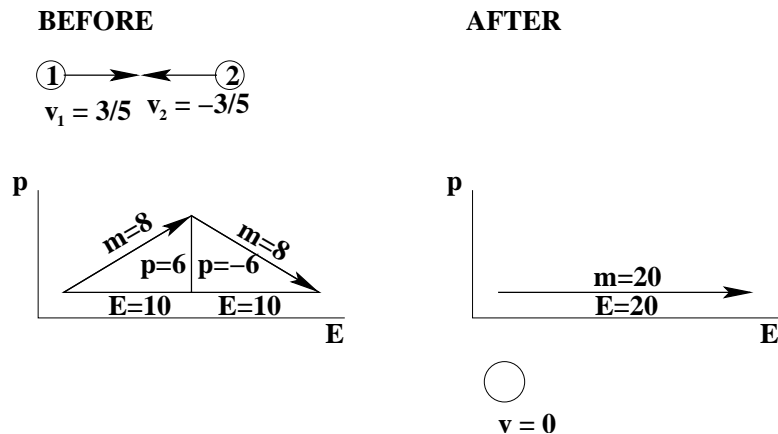 BEFORE
AFTER
1
2
v₁ = 3/5
v₂ = −3/5
p
m=8
m=8
p=6
p=−6
E=10
E=10
E
p
m=20
E=20
E
v = 0